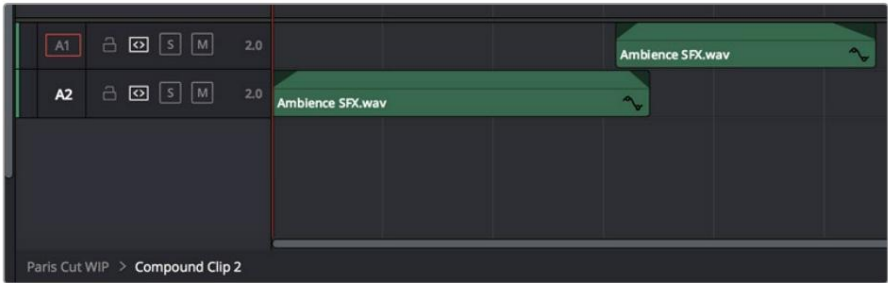 A1 S M 2.0
Ambience SFX.wav
A2 S M 2.0
Ambience SFX.wav
Paris Cut WIP > Compound Clip 2